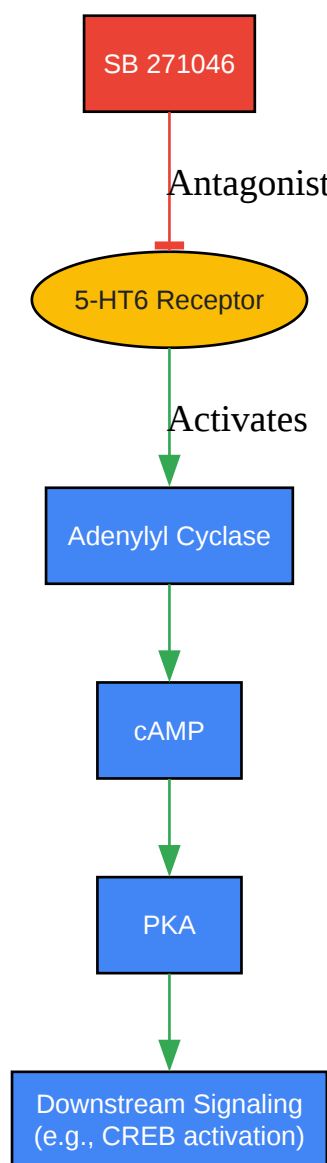 SB 271046
Antagonist
5-HT6 Receptor
Activates
Adenylyl Cyclase
cAMP
PKA
Downstream Signaling
(e.g., CREB activation)